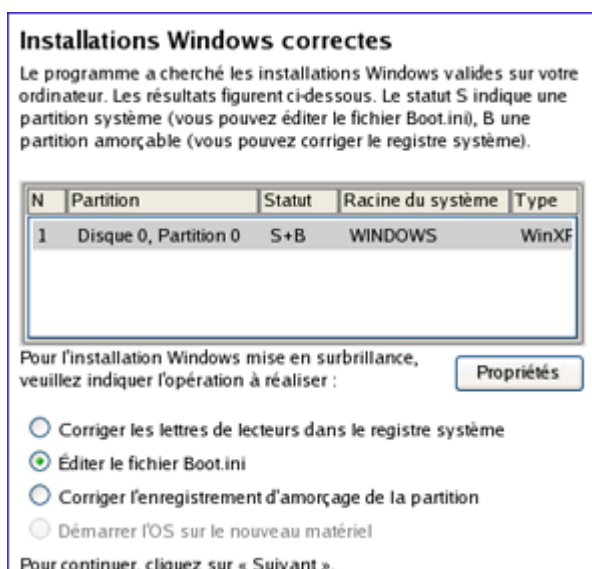 Installations Windows correctes
Le programme a cherché les installations Windows valides sur votre
ordinateur. Les résultats figurent ci-dessous. Le statut S indique une
partition système (vous pouvez éditer le fichier Boot.ini), B une
partition amorçable (vous pouvez corriger le registre système).
N Partition Statut Racine du système Type
1 Disque 0, Partition 0 S+B WINDOWS WinXP
Pour l'installation Windows mise en surbrillance,
veuillez indiquer l'opération à réaliser :
Propriétés
Corriger les lettres de lecteurs dans le registre système
Éditer le fichier Boot.ini
Corriger l'enregistrement d'amorçage de la partition
Démarrer l'OS sur le nouveau matériel
Pour continuer, cliquez sur « Suivant ».